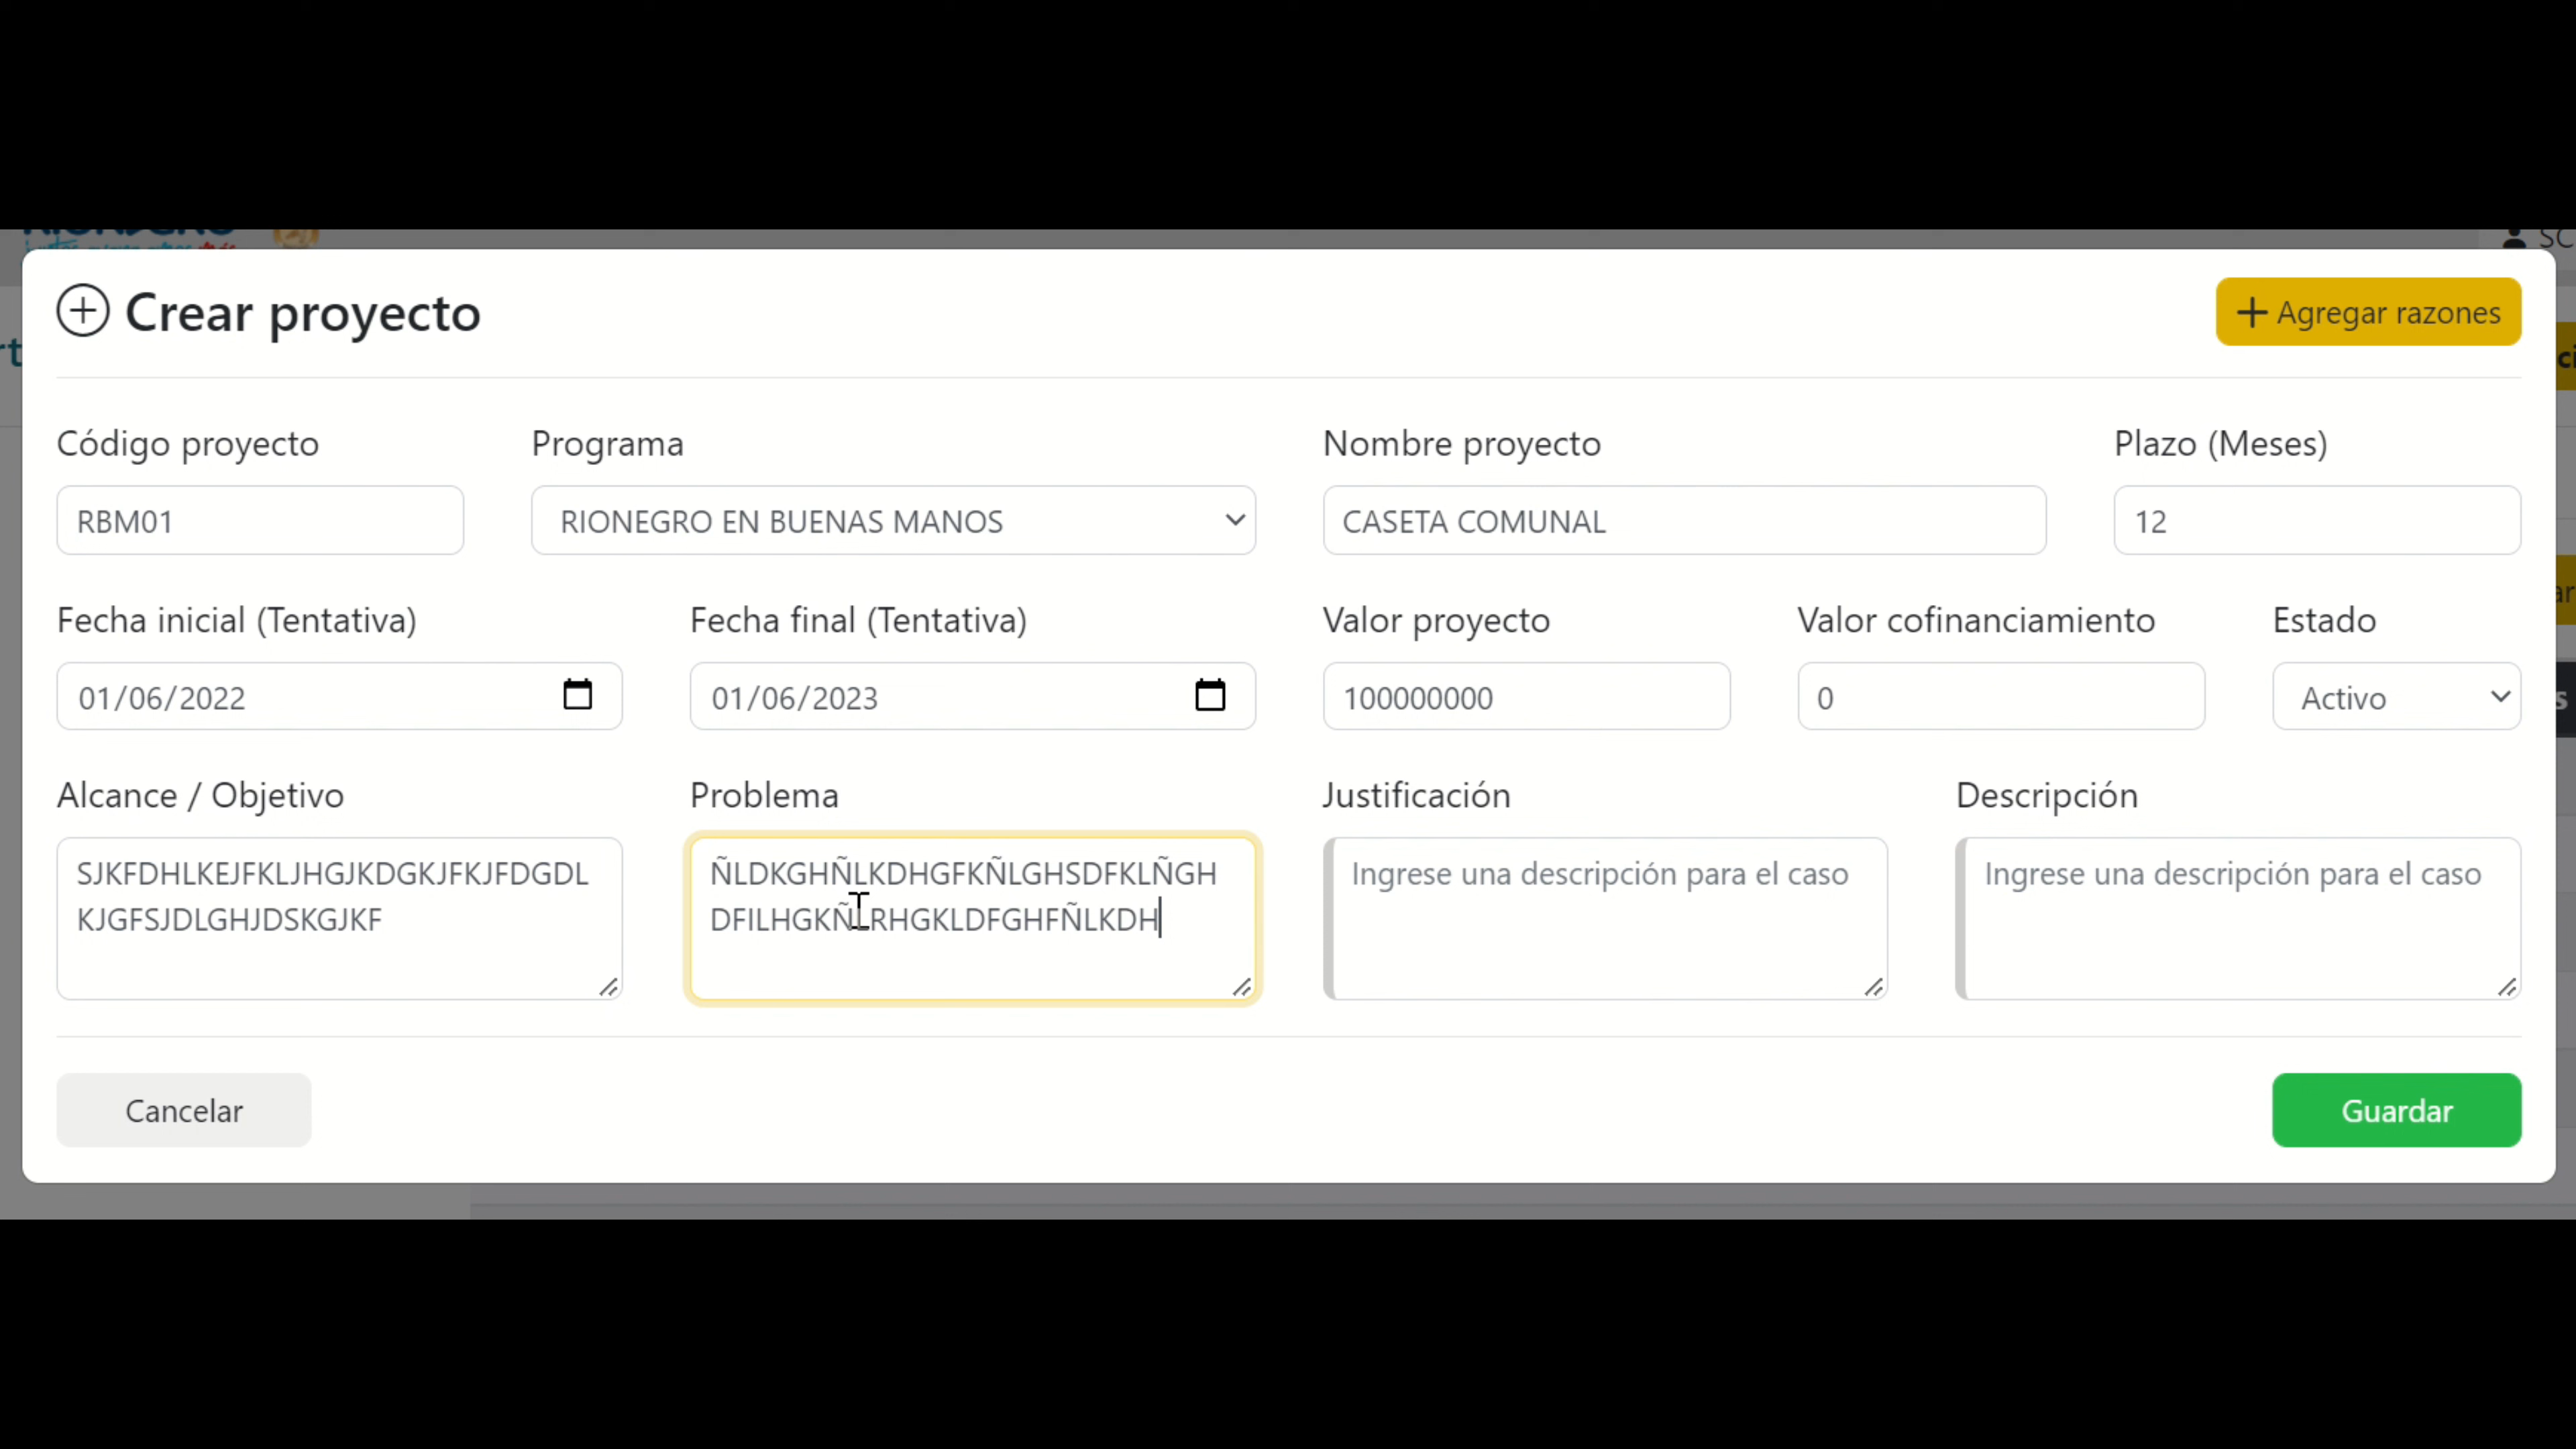 SC
Crear proyecto
Agregar razones
Código proyecto
Programa
Nombre proyecto
Plazo (Meses)
RBM01
RIONEGRO EN BUENAS MANOS
CASETA COMUNAL
12
Fecha inicial (Tentativa)
Fecha final (Tentativa)
Valor proyecto
Valor cofinanciamiento
Estado
01/06/2022
01/06/2023
100000000
0
Activo
Alcance / Objetivo
Problema
Justificación
Descripción
SJKFDHLKEJFKLJHGJKDGKJFKJFDGDL
KJGFSJDLGHJDSKGJKF
ÑLDKGHÑLKDHGFKÑLGHSDFKLÑGH
DFILHGKÑLRHGKLDFGHFÑLKDH
Ingrese una descripción para el caso
Ingrese una descripción para el caso
Cancelar
Guardar